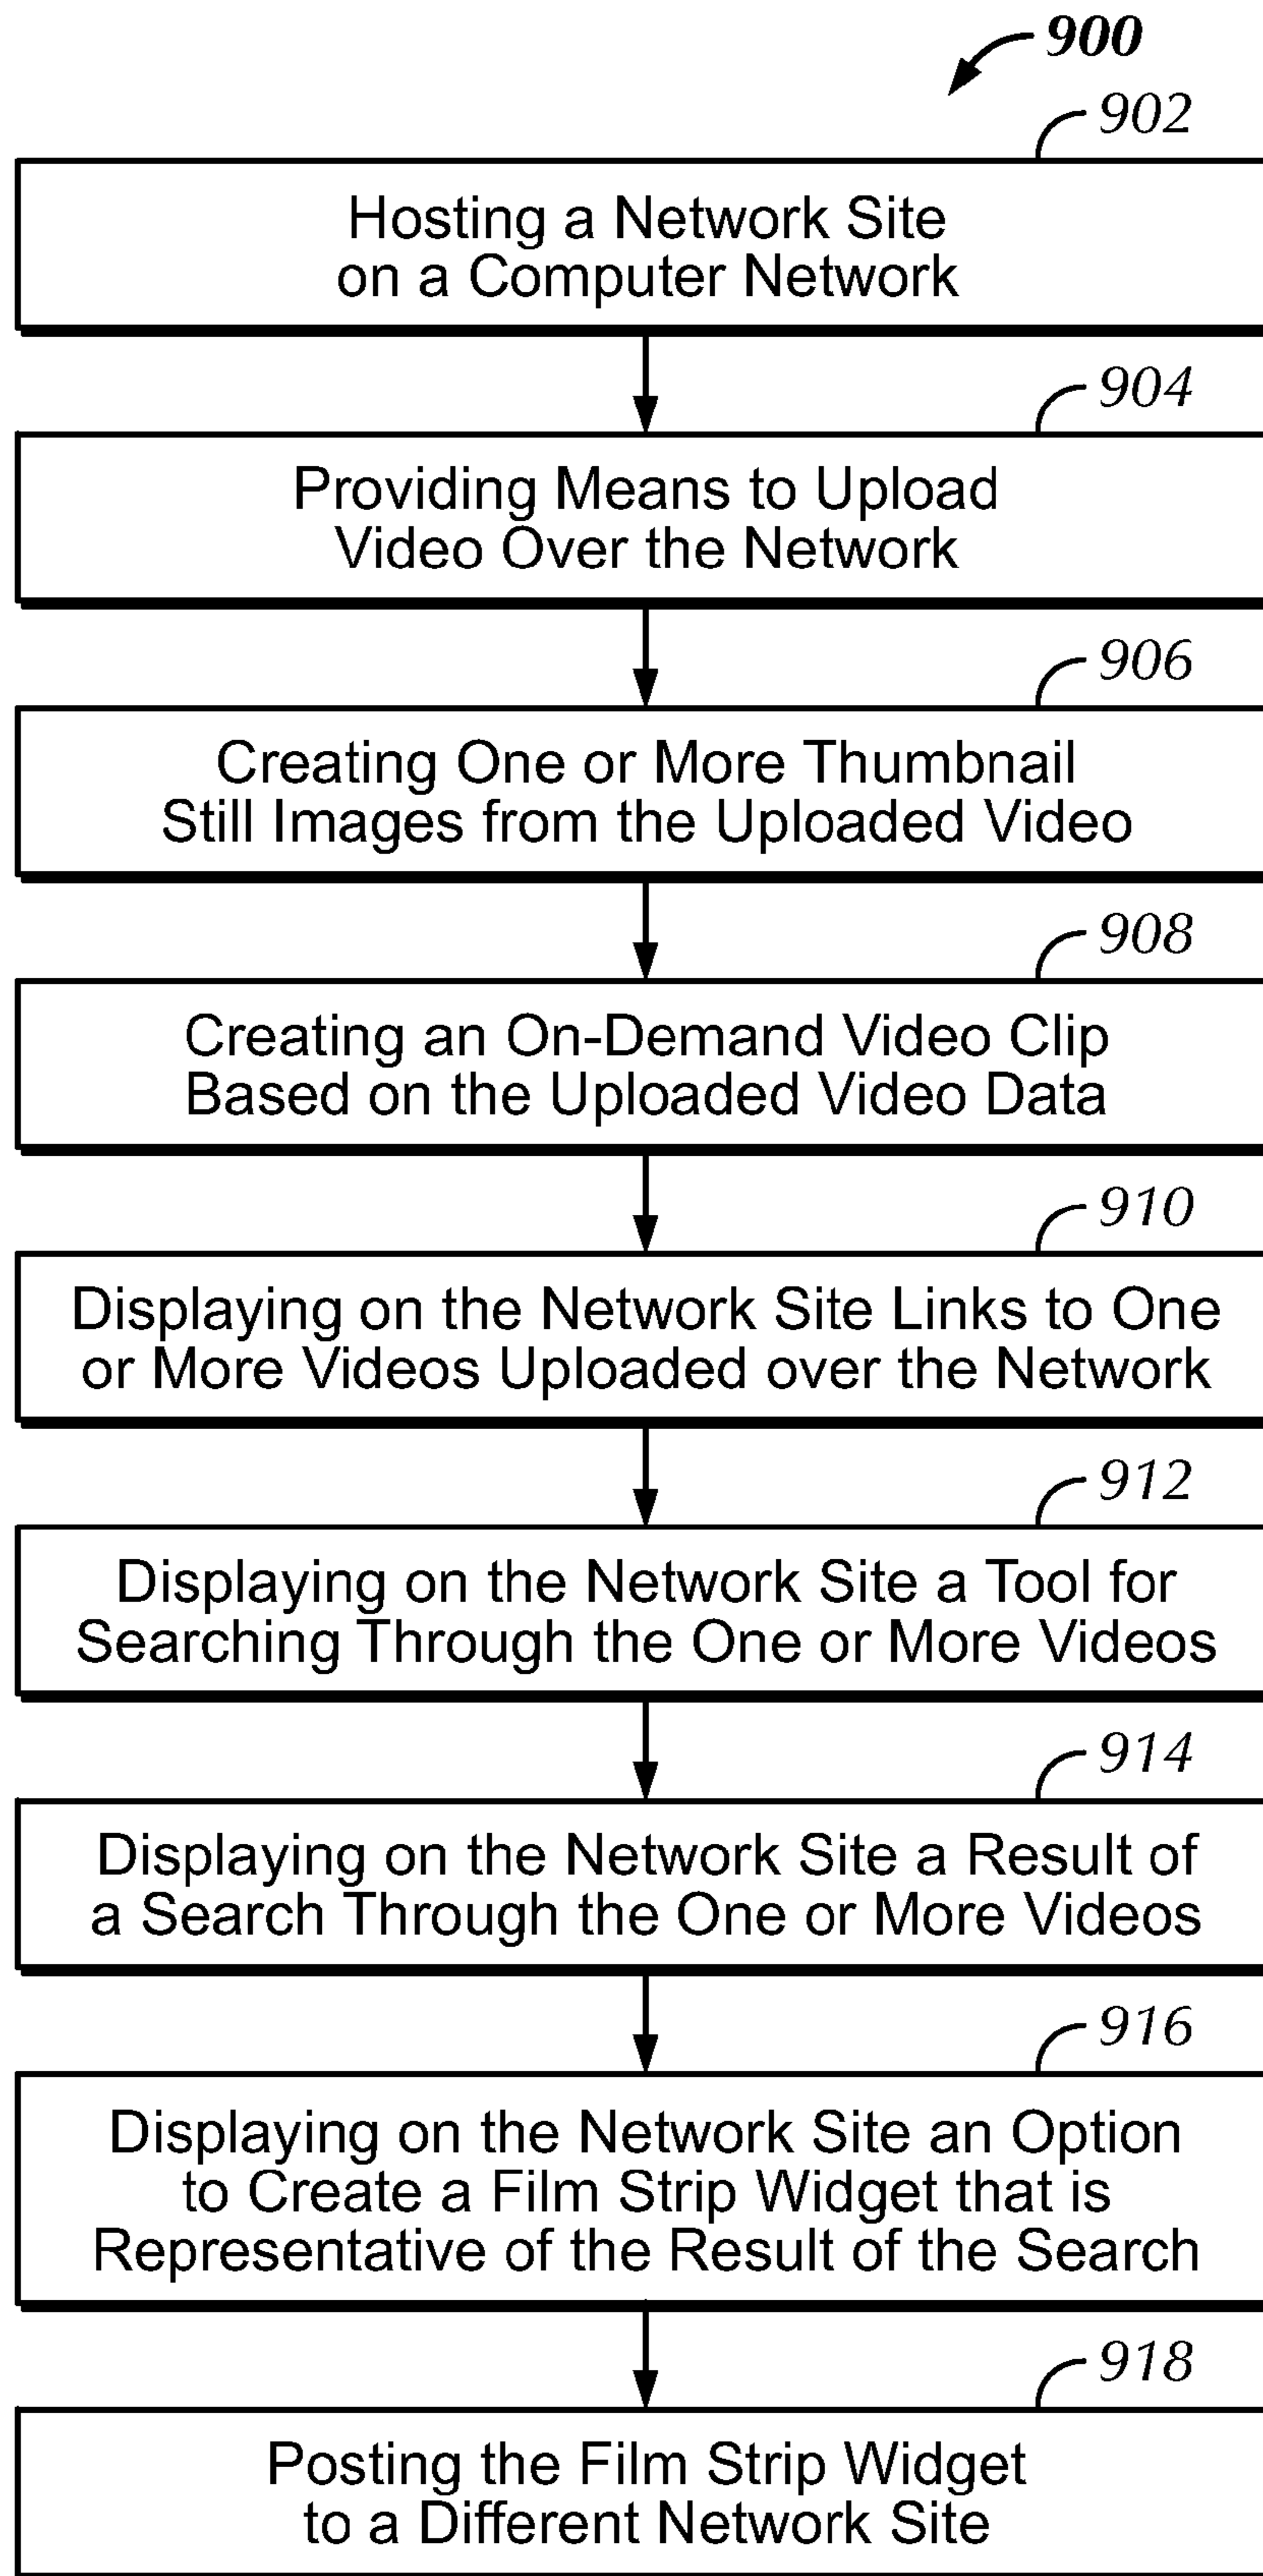 900
902
Hosting a Network Site
on a Computer Network
904
Providing Means to Upload
Video Over the Network
906
Creating One or More Thumbnail
Still Images from the Uploaded Video
908
Creating an On-Demand Video Clip
Based on the Uploaded Video Data
910
Displaying on the Network Site Links to One
or More Videos Uploaded over the Network
912
Displaying on the Network Site a Tool for
Searching Through the One or More Videos
914
Displaying on the Network Site a Result of
a Search Through the One or More Videos
916
Displaying on the Network Site an Option
to Create a Film Strip Widget that is
Representative of the Result of the Search
918
Posting the Film Strip Widget
to a Different Network Site